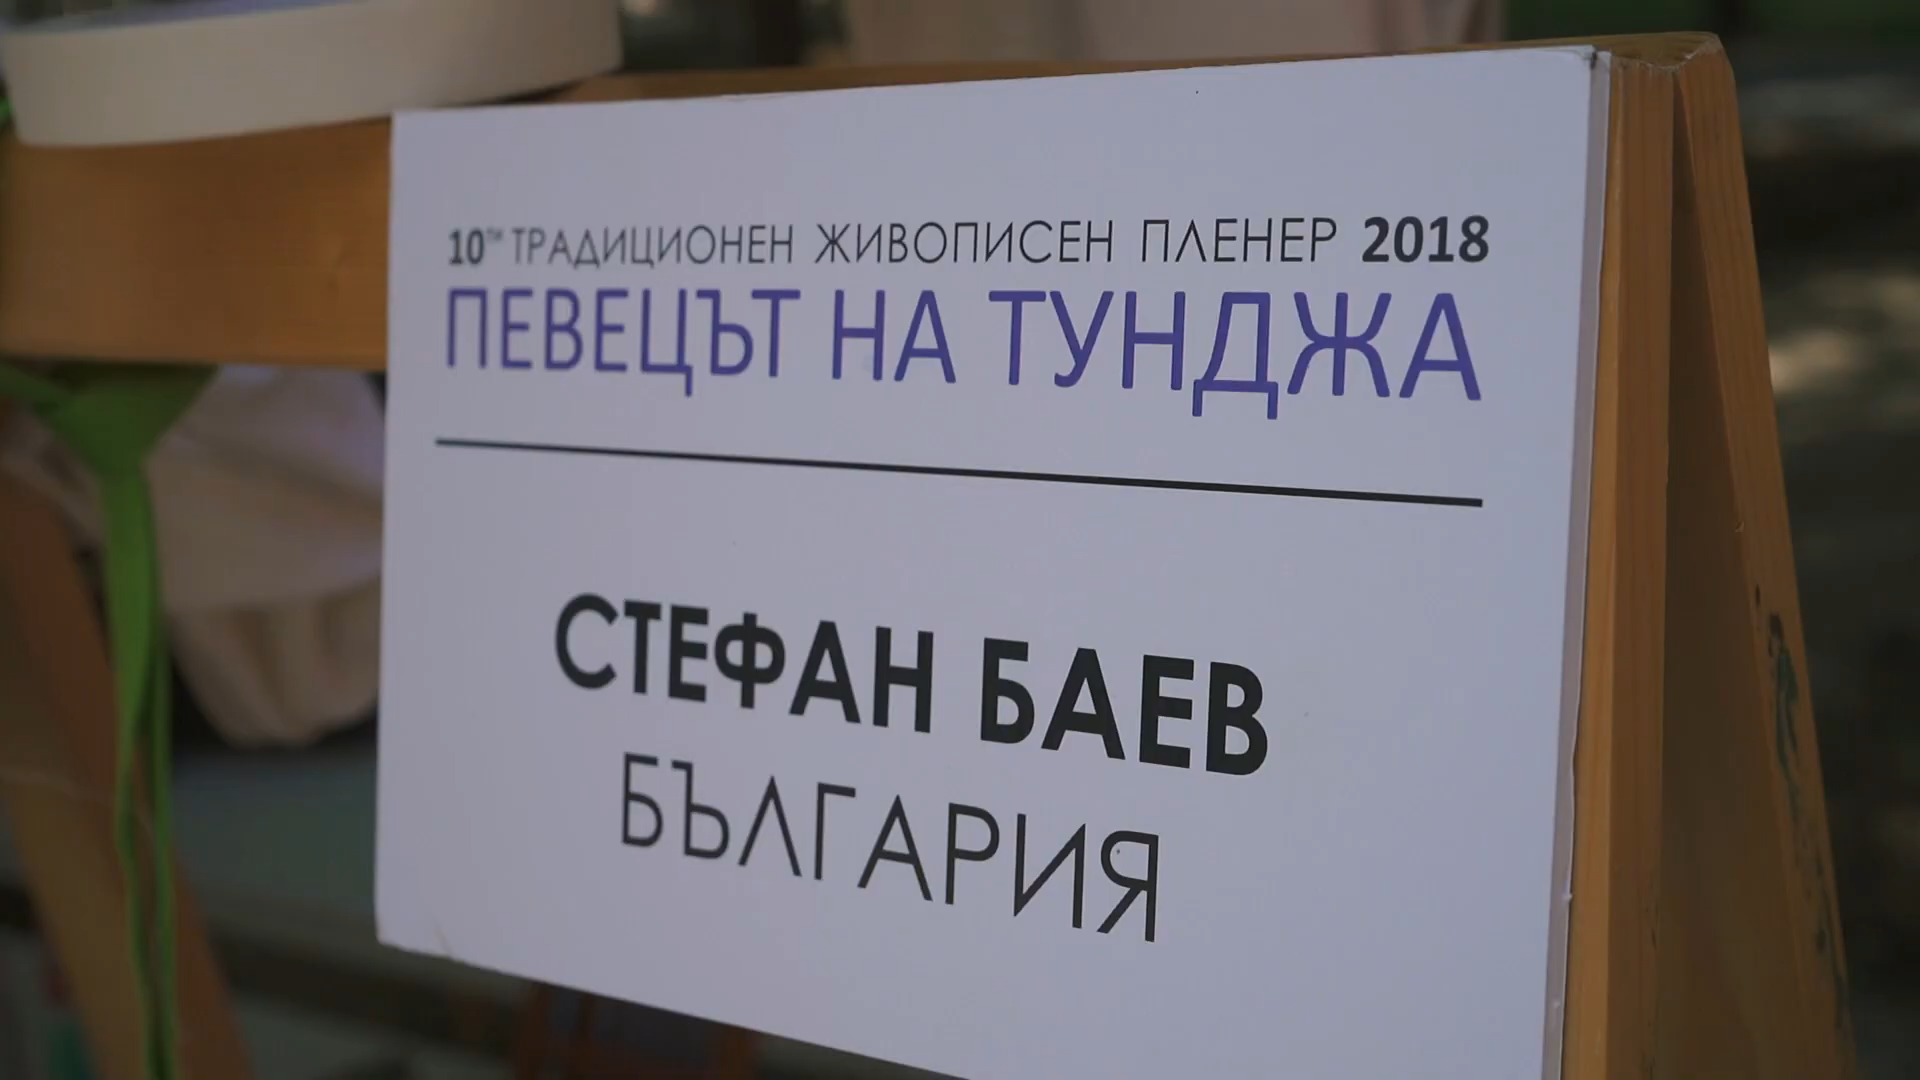 10ТИ ТРАДИЦИОНЕН ЖИВОПИСЕН ПЛЕНЕР 2018
ПЕВЕЦЪТ НА ТУНДЖА
СТЕФАН БАЕВ
БЪЛГАРИЯ